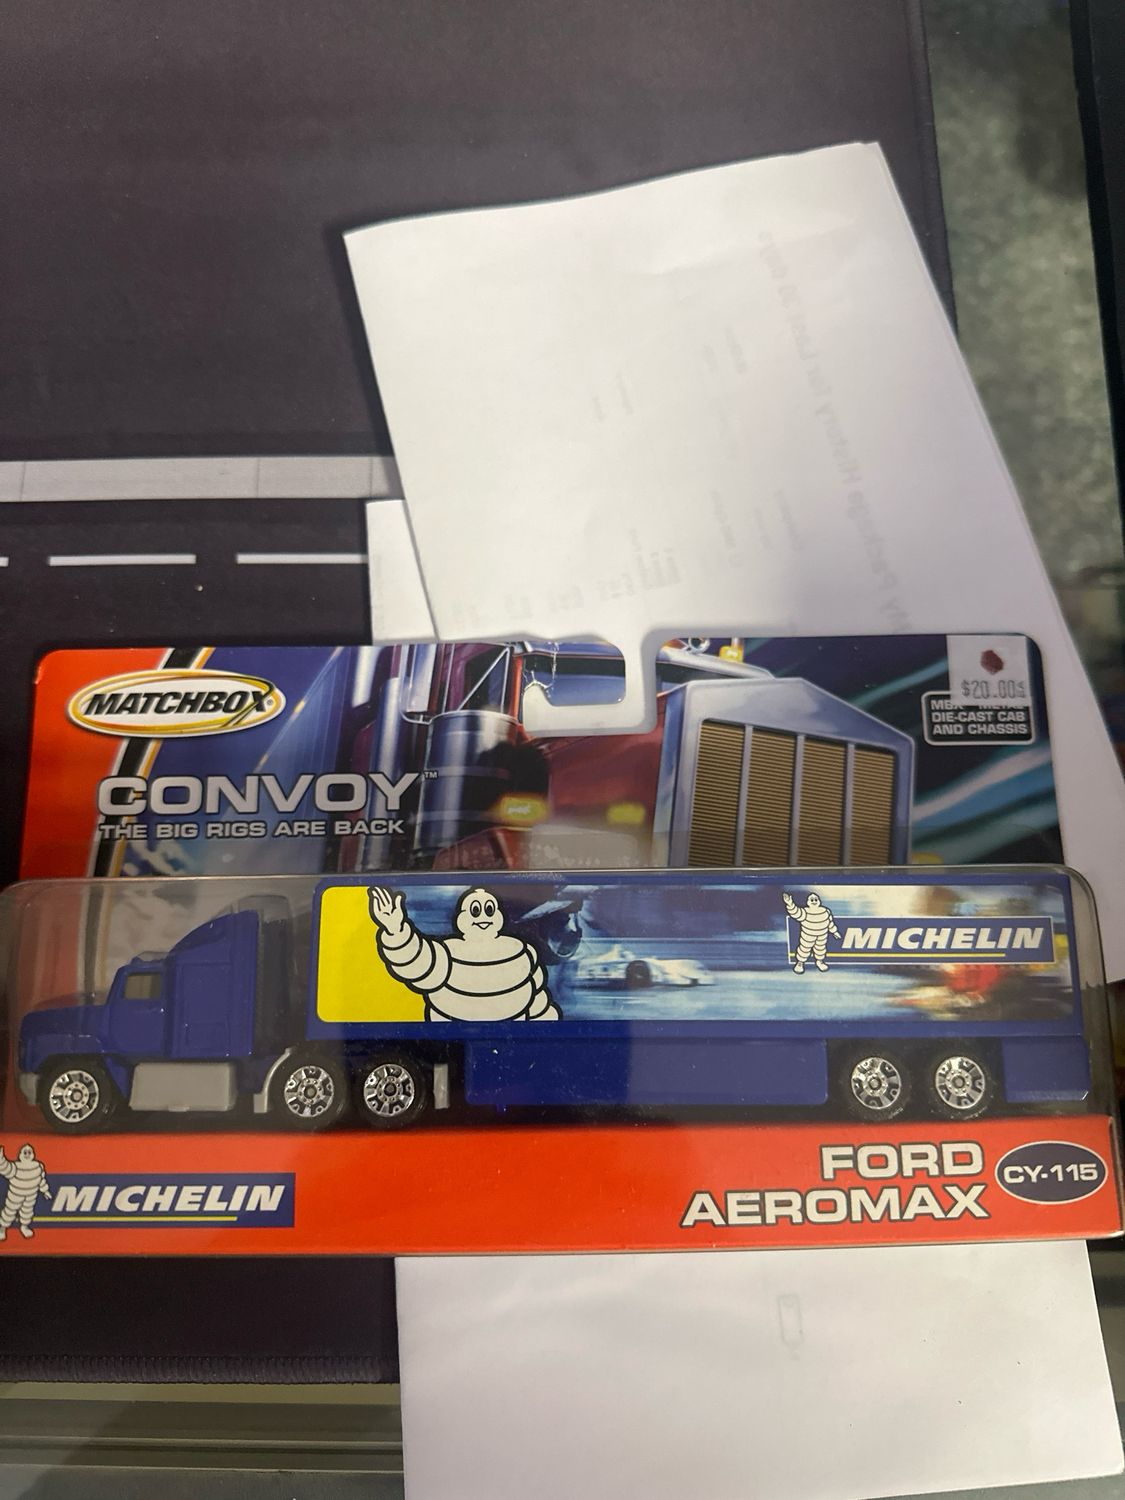 MATCHBOX
CONVOY™
THE BIG RIGS ARE BACK
$20.00
DIE-CAST CAB
AND CHASSIS
MICHELIN
MICHELIN
FORD
AEROMAX
CY-115